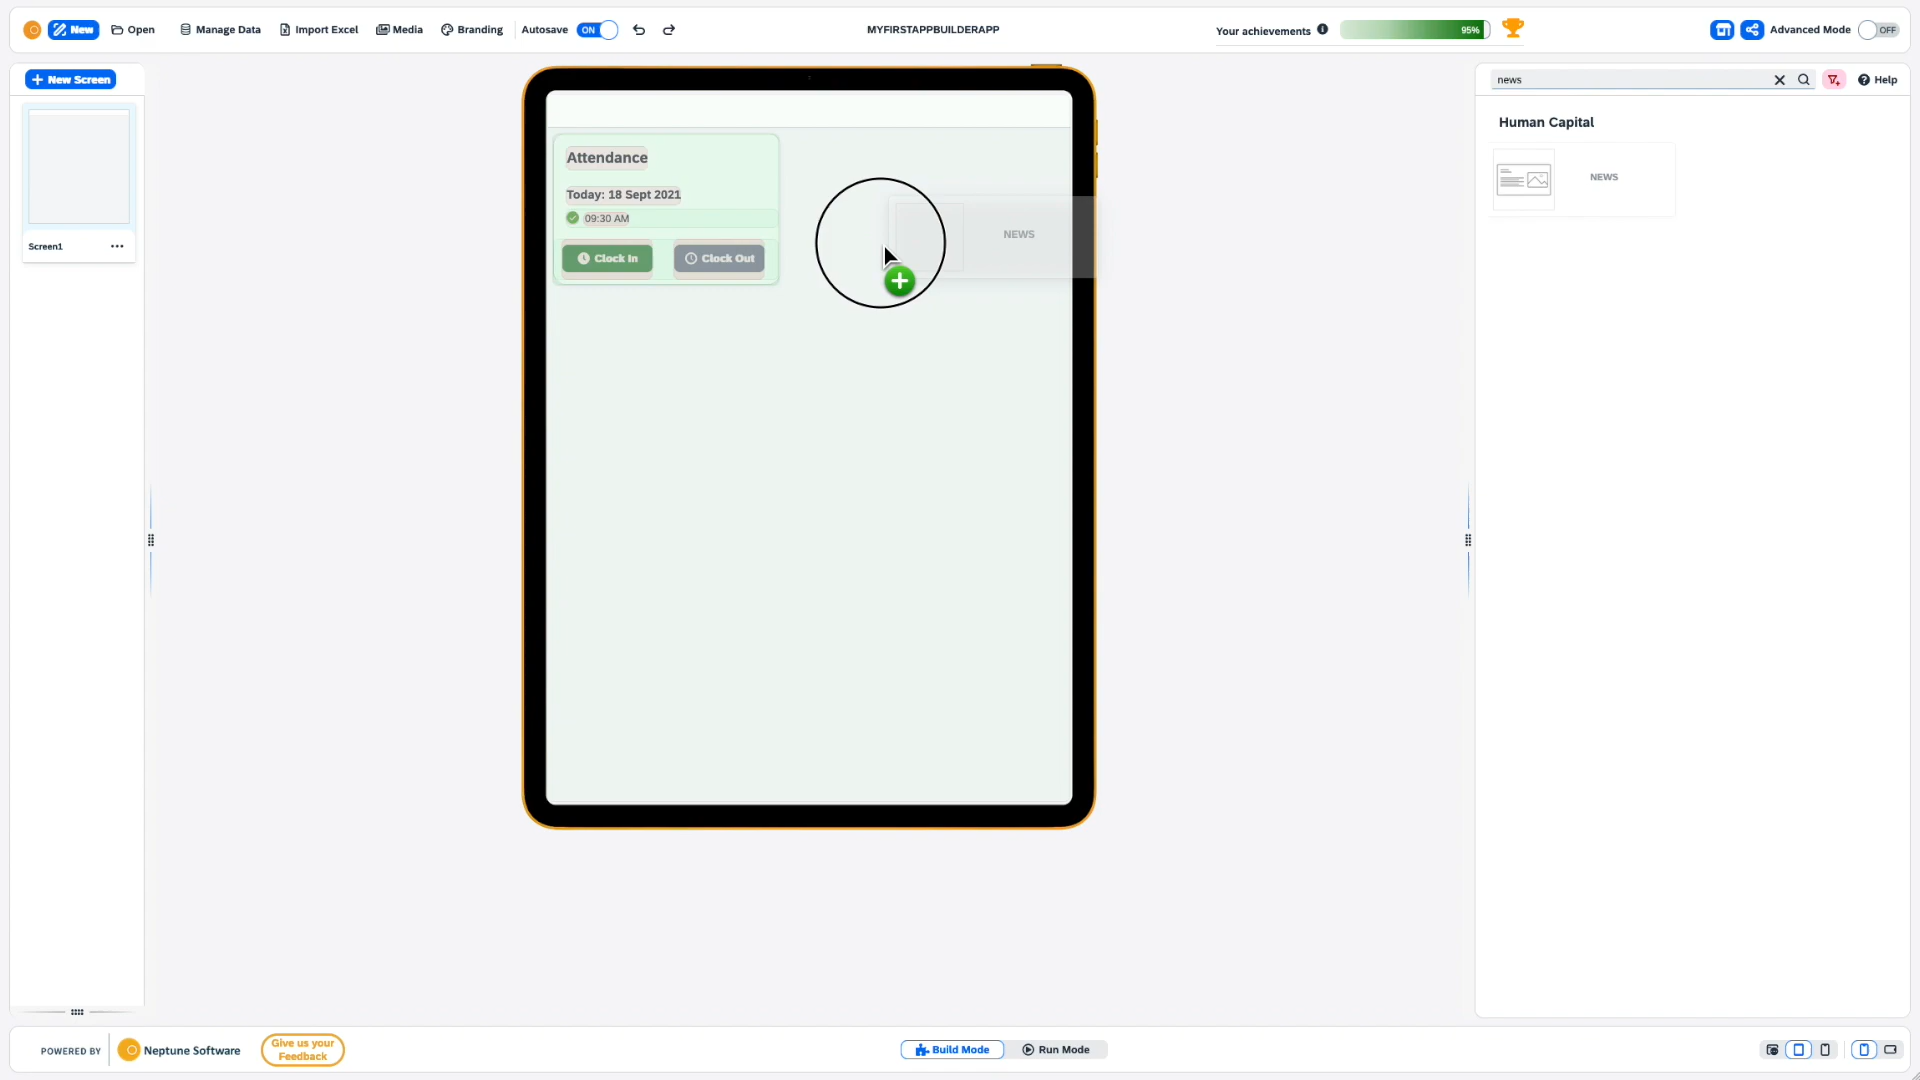 New
Open
Manage Data
Import Excel
Media
Branding
Autosave
ON
MYFIRSTAPPBUILDERAPP
Your achievements
95%
Advanced Mode
OFF
New Screen
news
Help
Human Capital
NEWS
Attendance
Today: 18 Sept 2021
09:30 AM
Clock In
Clock Out
NEWS
Screen1
POWERED BY
Neptune Software
Give us your
Feedback
Build Mode
Run Mode